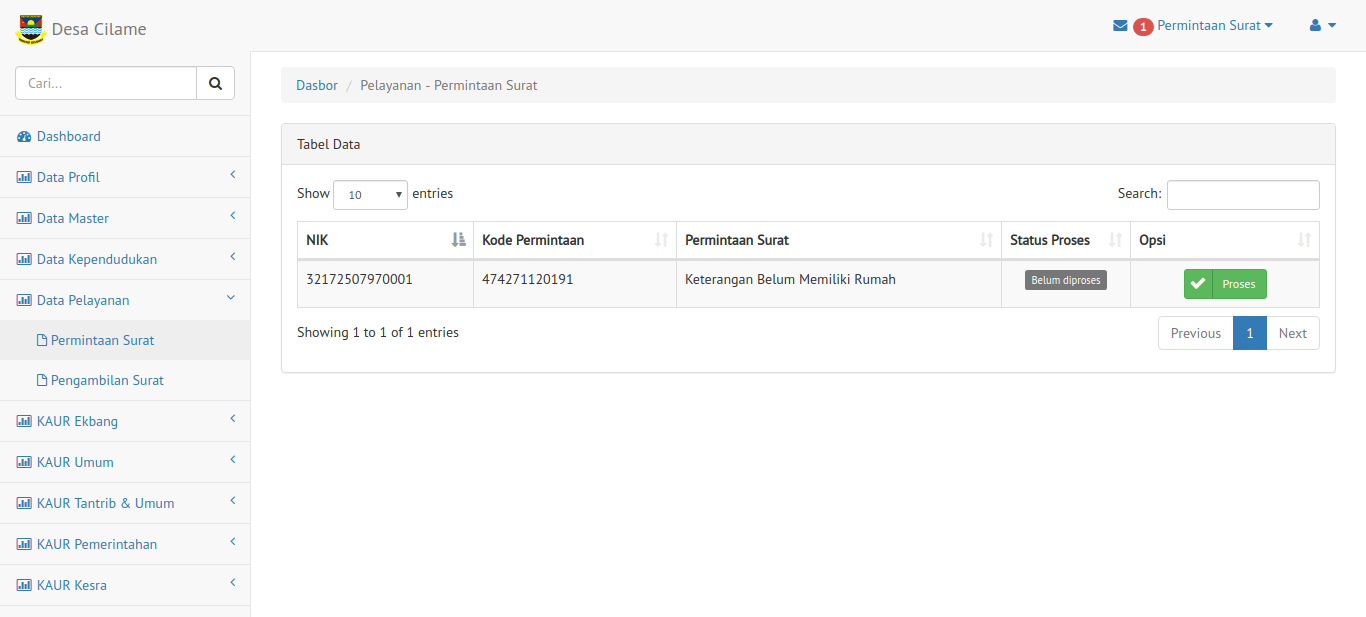 Desa Cilame
1 Permintaan Surat
Cari...
Dashboard
Data Profil
Data Master
Data Kependudukan
Data Pelayanan
Permintaan Surat
Pengambilan Surat
KAUR Ekbang
KAUR Umum
KAUR Tantrib & Umum
KAUR Pemerintahan
KAUR Kesra
Dasbor / Pelayanan - Permintaan Surat
Tabel Data
Show 10 entries
Search:
NIK Kode Permintaan Permintaan Surat Status Proses Opsi
32172507970001 474271120191 Keterangan Belum Memiliki Rumah Belum diproses Proses
Showing 1 to 1 of 1 entries
Previous 1 Next